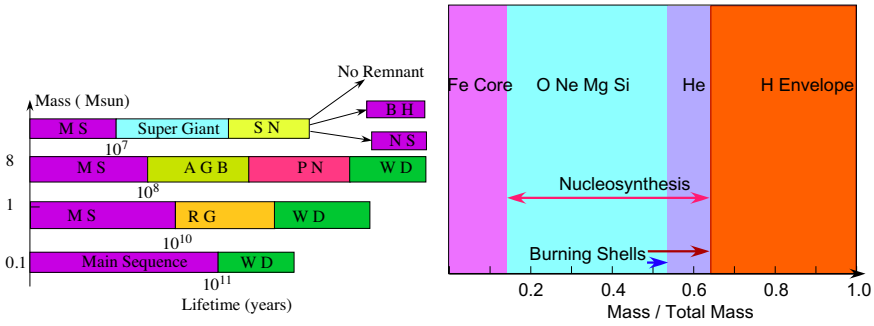 No Remnant
Mass ( Msun)
B H
M S Super Giant S N
N S
10^7
8
M S A G B P N W D
10^8
1
M S R G W D
10^10
0.1
Main Sequence W D
10^11
Lifetime (years)
Fe Core O Ne Mg Si He H Envelope
Nucleosynthesis
Burning Shells
0.2 0.4 0.6 0.8 1.0
Mass / Total Mass